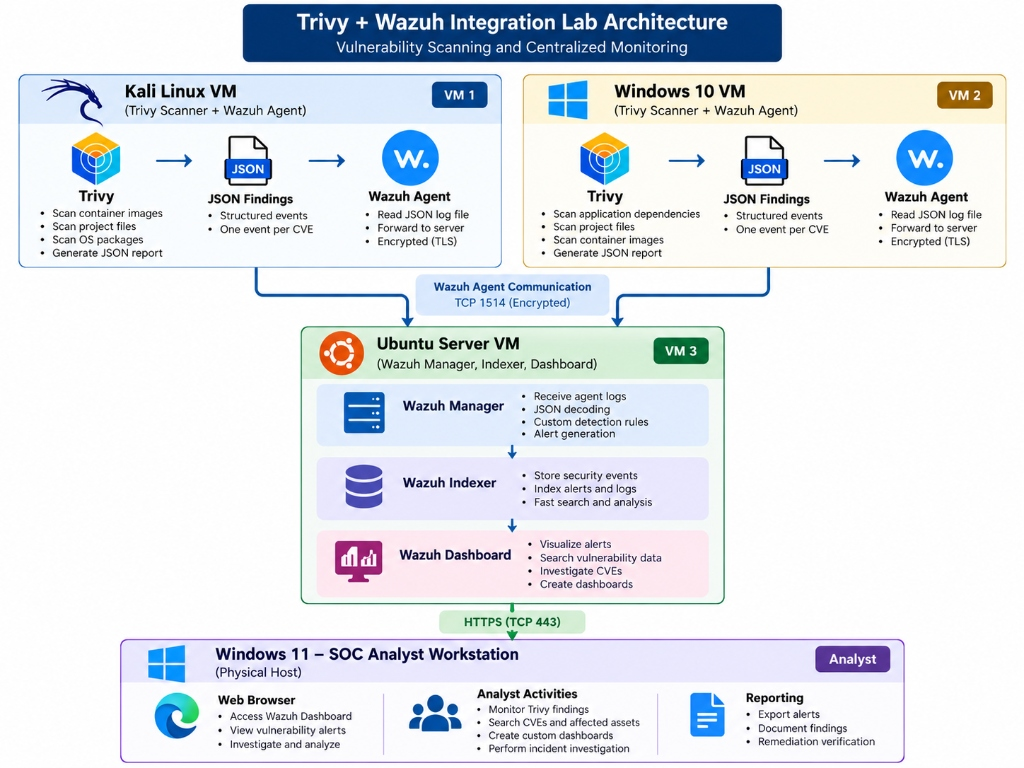 Trivy + Wazuh Integration Lab Architecture
Vulnerability Scanning and Centralized Monitoring
Kali Linux VM
(Trivy Scanner + Wazuh Agent)
VM 1
Trivy
• Scan container images
• Scan project files
• Scan OS packages
• Generate JSON report
JSON
JSON Findings
• Structured events
• One event per CVE
W.
Wazuh Agent
• Read JSON log file
• Forward to server
• Encrypted (TLS)
Windows 10 VM
(Trivy Scanner + Wazuh Agent)
VM 2
Trivy
• Scan application dependencies
• Scan project files
• Scan container images
• Generate JSON report
JSON
JSON Findings
• Structured events
• One event per CVE
W.
Wazuh Agent
• Read JSON log file
• Forward to server
• Encrypted (TLS)
Wazuh Agent Communication
TCP 1514 (Encrypted)
Ubuntu Server VM
(Wazuh Manager, Indexer, Dashboard)
VM 3
Wazuh Manager
• Receive agent logs
• JSON decoding
• Custom detection rules
• Alert generation
Wazuh Indexer
• Store security events
• Index alerts and logs
• Fast search and analysis
Wazuh Dashboard
• Visualize alerts
• Search vulnerability data
• Investigate CVEs
• Create dashboards
HTTPS (TCP 443)
Windows 11 – SOC Analyst Workstation
(Physical Host)
Analyst
Web Browser
• Access Wazuh Dashboard
• View vulnerability alerts
• Investigate and analyze
Analyst Activities
• Monitor Trivy findings
• Search CVEs and affected assets
• Create custom dashboards
• Perform incident investigation
Reporting
• Export alerts
• Document findings
• Remediation verification